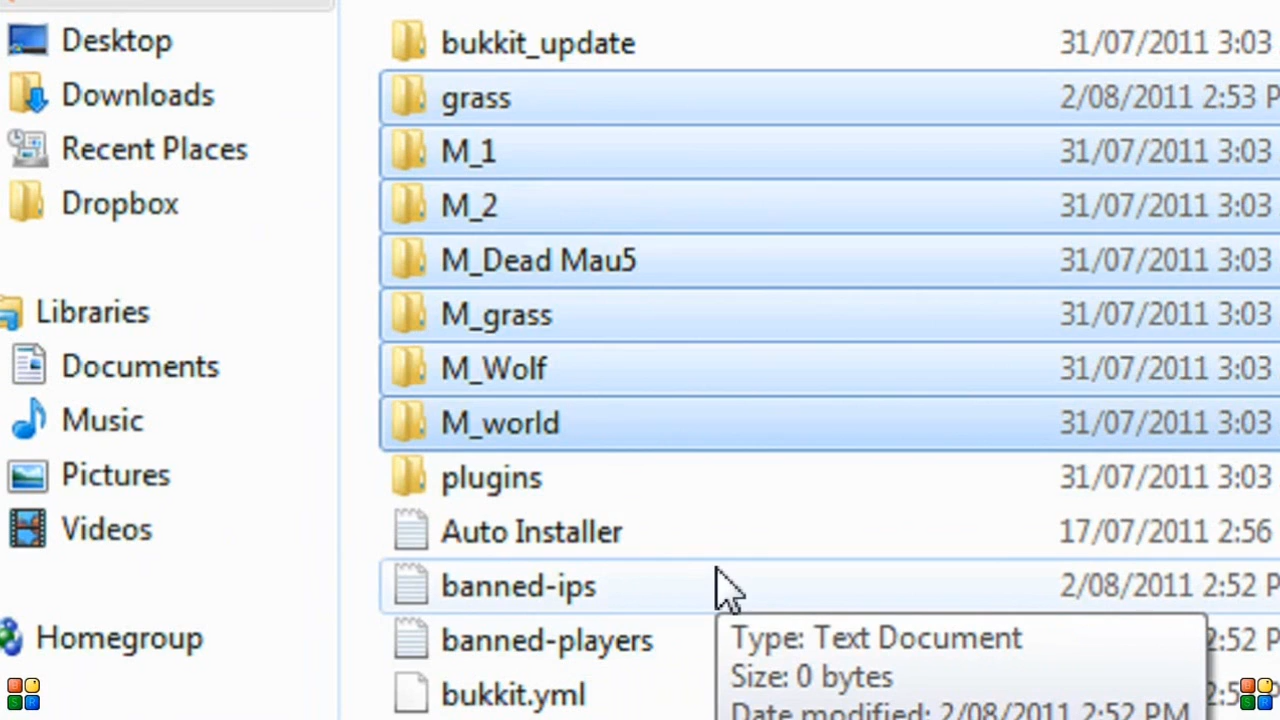 Desktop
Downloads
Recent Places
Dropbox
Libraries
Documents
Music
Pictures
Videos
Homegroup
bukkit_update 31/07/2011 3:03
grass 2/08/2011 2:53 P
M_1 31/07/2011 3:03
M_2 31/07/2011 3:03
M_Dead Mau5 31/07/2011 3:03
M_grass 31/07/2011 3:03
M_Wolf 31/07/2011 3:03
M_world 31/07/2011 3:03
plugins 31/07/2011 3:03
Auto Installer 17/07/2011 2:56
banned-ips 2/08/2011 2:52 P
banned-players 2:52 P
bukkit.yml
Type: Text Document
Size: 0 bytes
Date modified: 2/08/2011 2:52 PM